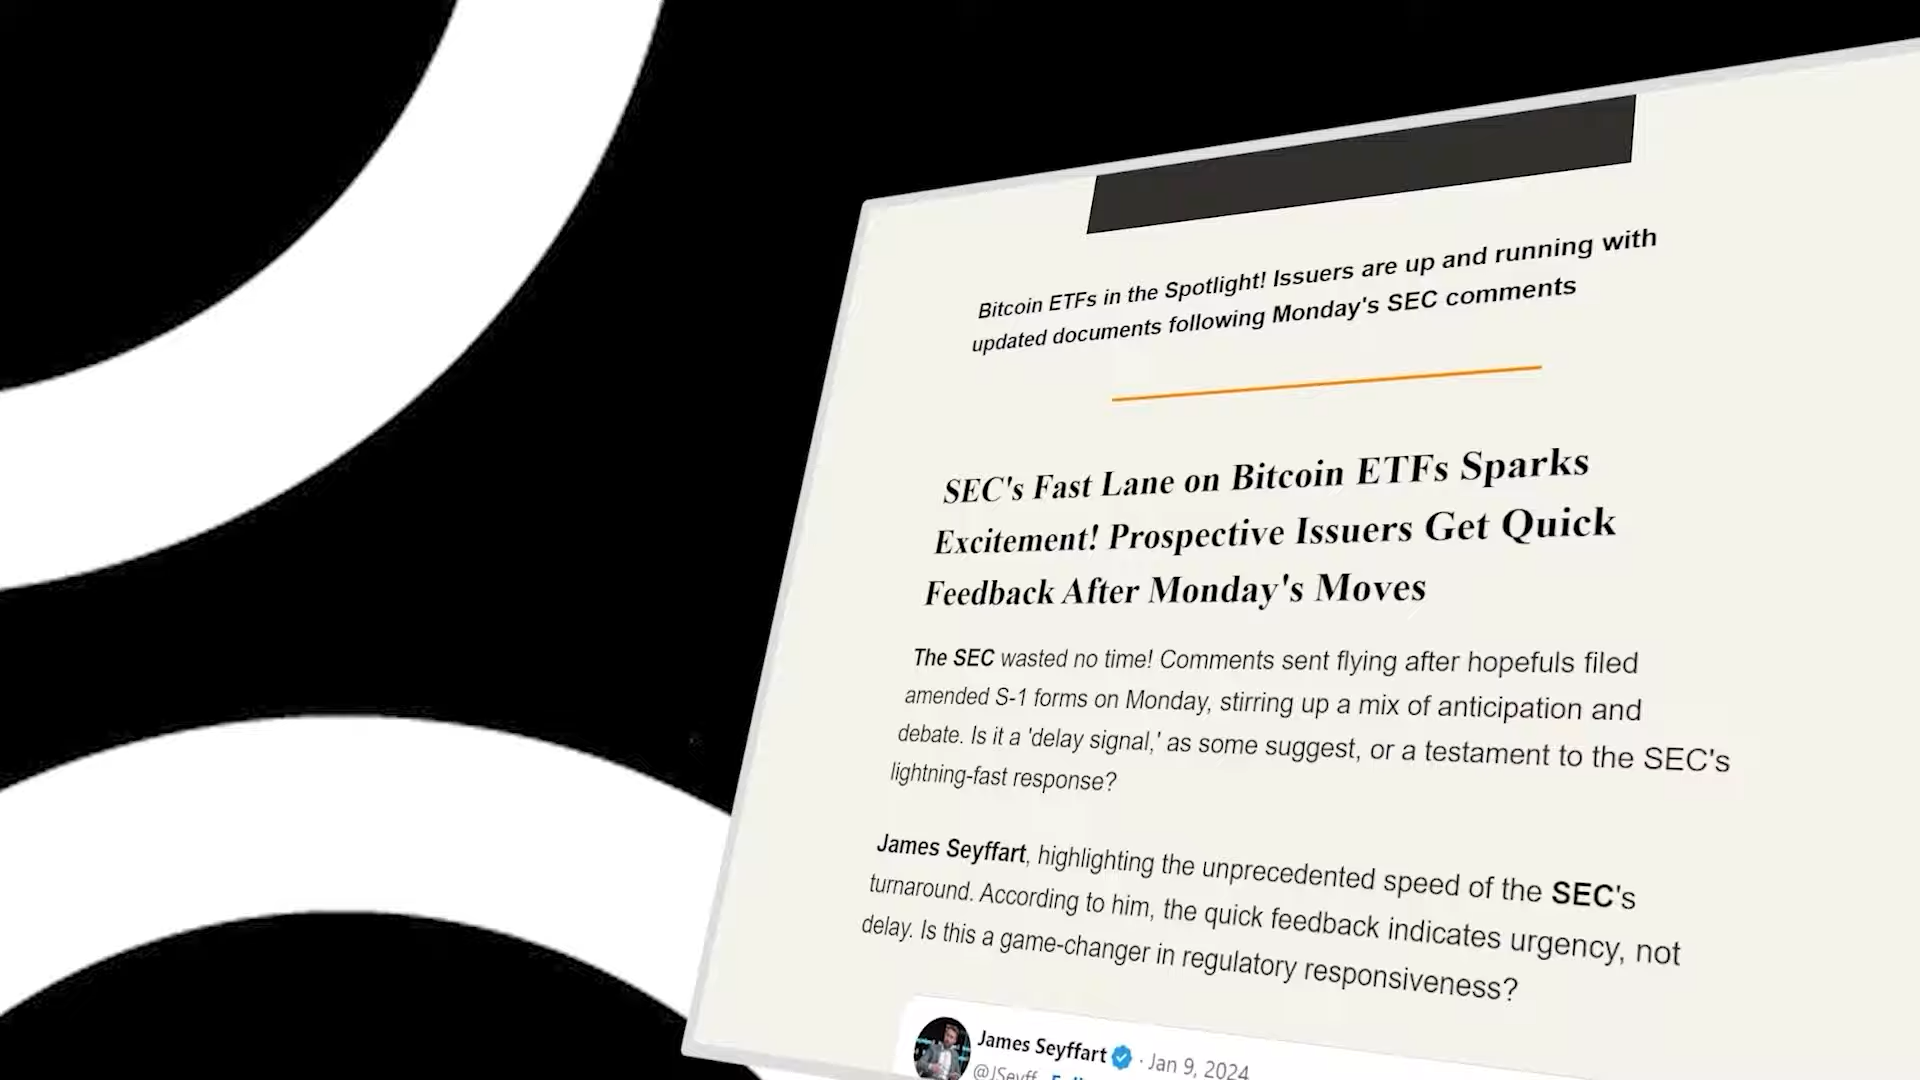 Bitcoin ETFs in the Spotlight! Issuers are up and running with
updated documents following Monday's SEC comments
SEC's Fast Lane on Bitcoin ETFs Sparks
Excitement! Prospective Issuers Get Quick
Feedback After Monday's Moves
The SEC wasted no time! Comments sent flying after hopefuls filed
amended S-1 forms on Monday, stirring up a mix of anticipation and
debate. Is it a 'delay signal,' as some suggest, or a testament to the SEC's
lightning-fast response?
James Seyffart, highlighting the unprecedented speed of the SEC's
turnaround. According to him, the quick feedback indicates urgency, not
delay. Is this a game-changer in regulatory responsiveness?
James Seyffart · Jan 9, 2024
@JSeyff